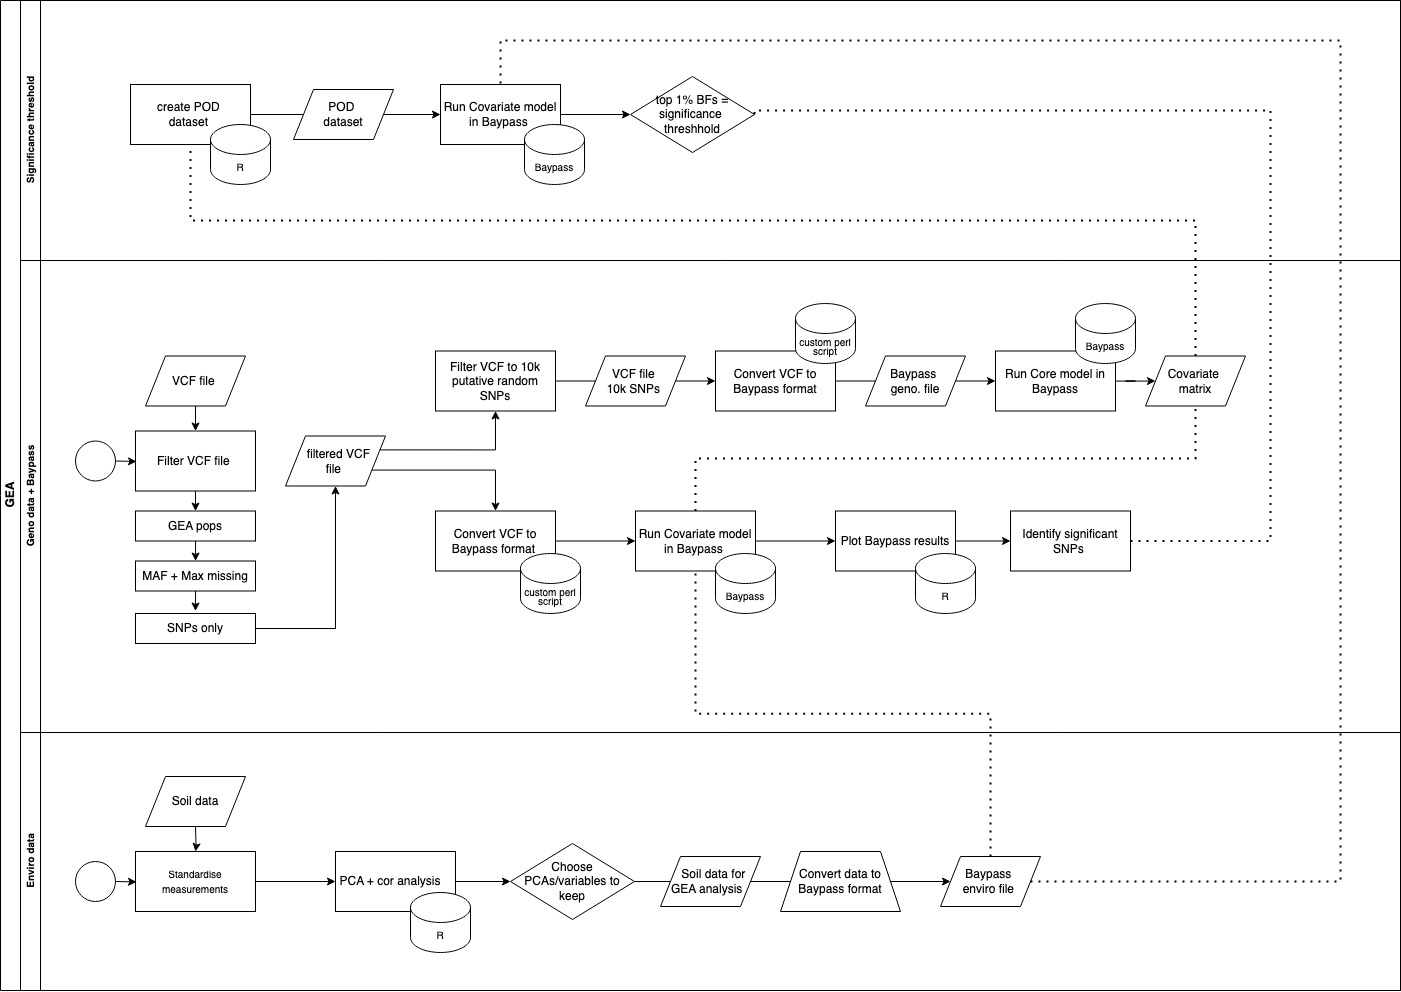 GEA
Significance threshold
create POD
dataset
R
POD
dataset
Run Covariate model
in Baypass
Baypass
top 1% BFs =
significance
threshhold
Geno data + Baypass
VCF file
Filter VCF file
GEA pops
MAF + Max missing
SNPs only
filtered VCF
file
Filter VCF to 10k
putative random
SNPs
VCF file
10k SNPs
custom perl
script
Convert VCF to
Baypass format
Baypass
geno. file
Baypass
Run Core model in
Baypass
Covariate
matrix
Convert VCF to
Baypass format
custom perl
script
Run Covariate model
in Baypass
Baypass
Plot Baypass results
R
Identify significant
SNPs
Enviro data
Soil data
Standardise
measurements
PCA + cor analysis
R
Choose
PCAs/variables to
keep
Soil data for
GEA analysis
Convert data to
Baypass format
Baypass
enviro file